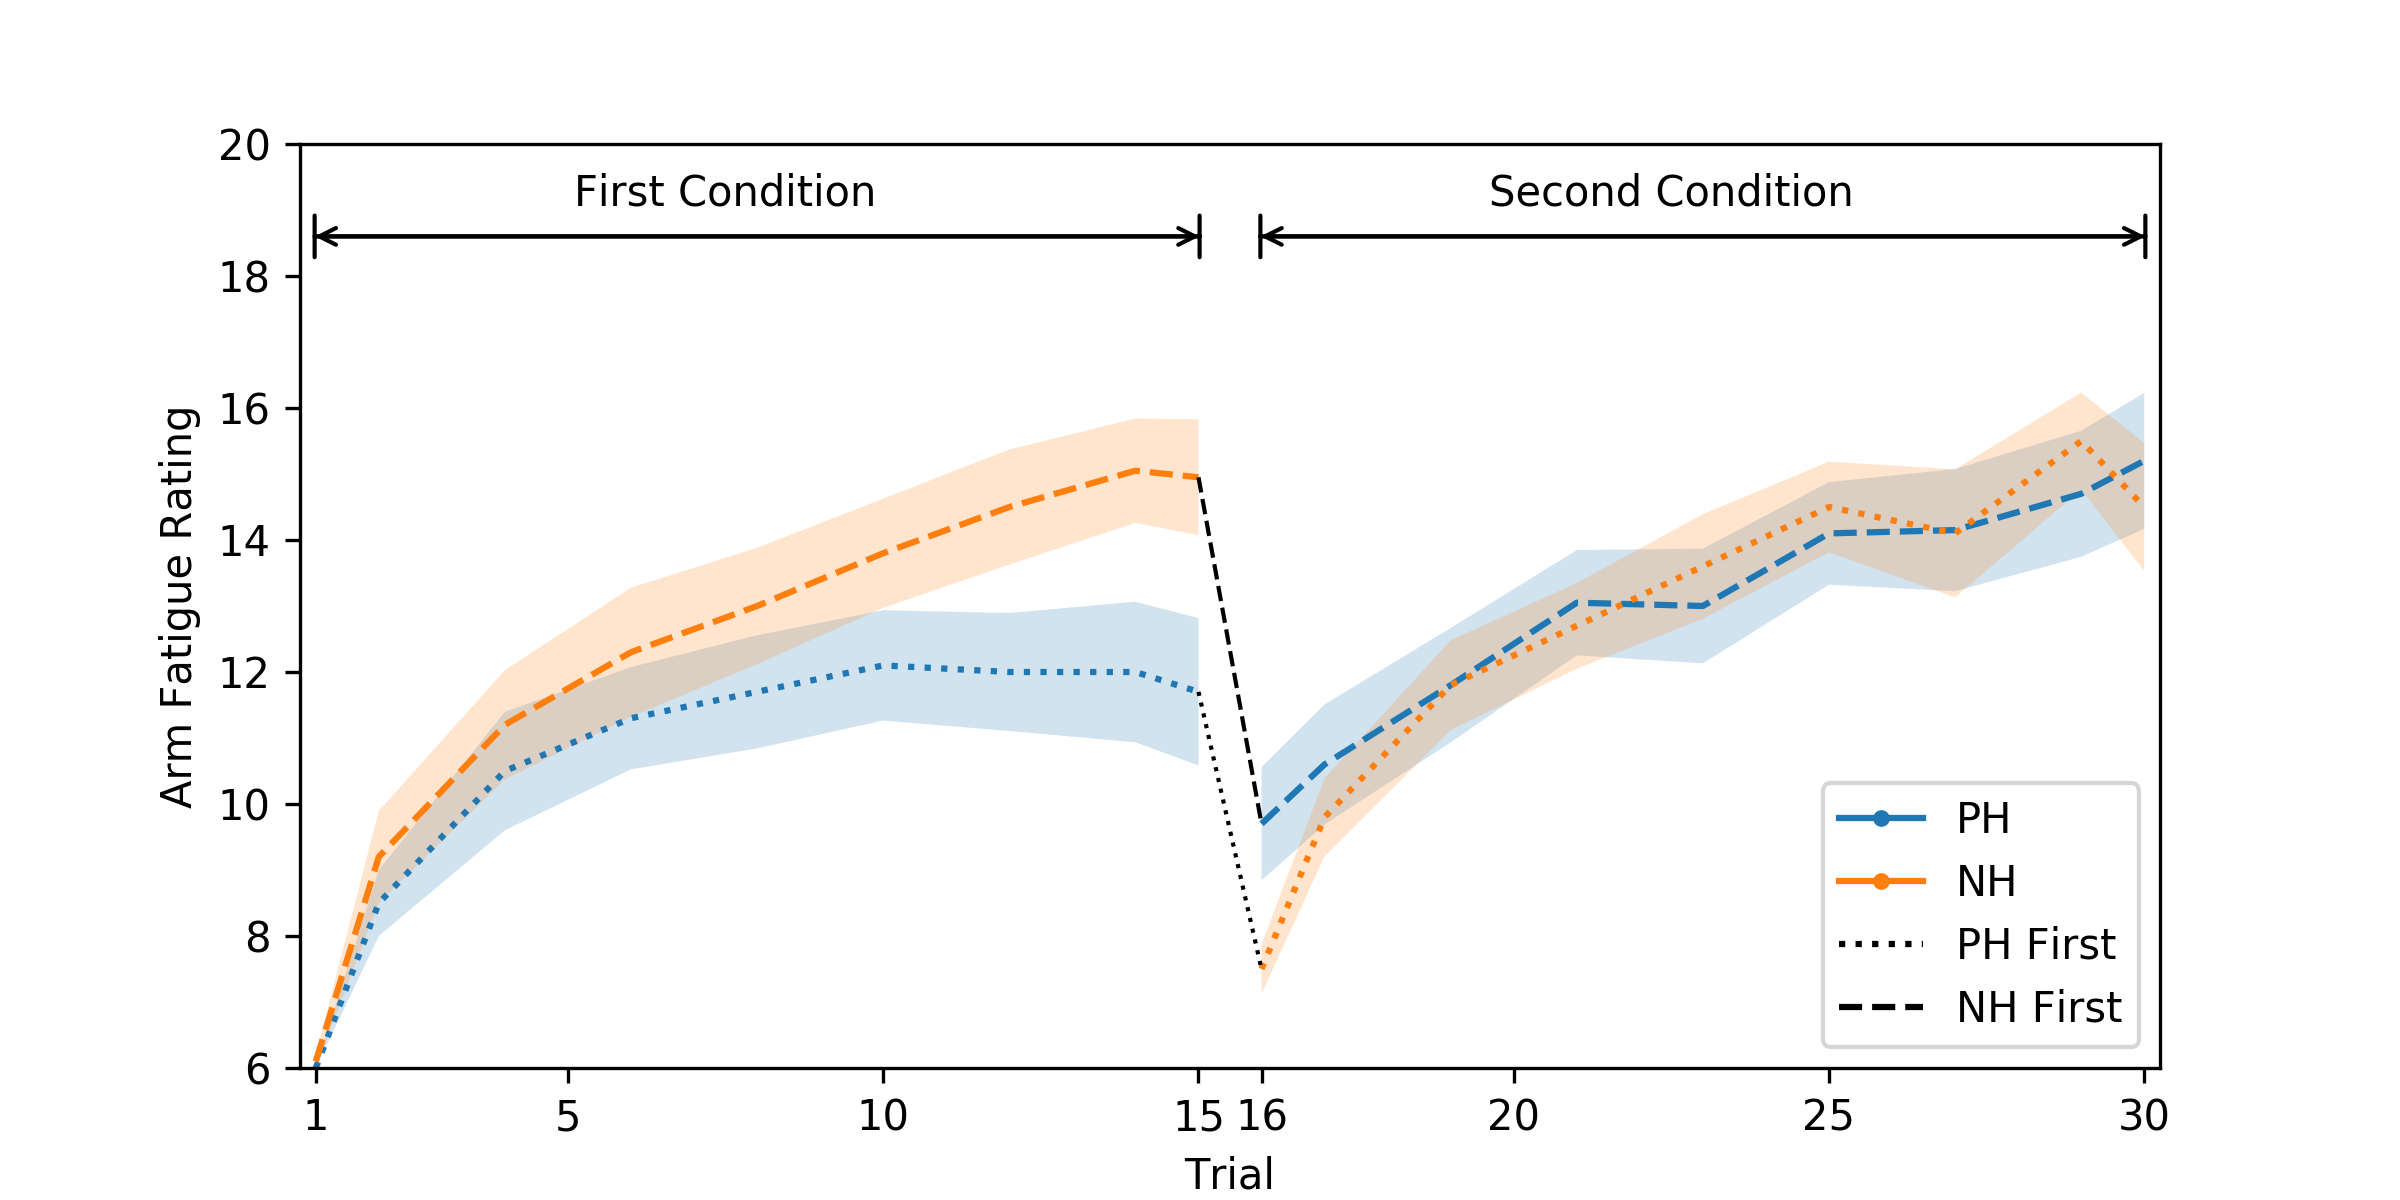 First Condition
Second Condition
20
18
16
14
12
10
8
6
Arm Fatigue Rating
1 5 10 15 16 20 25 30
Trial
PH
NH
PH First
NH First